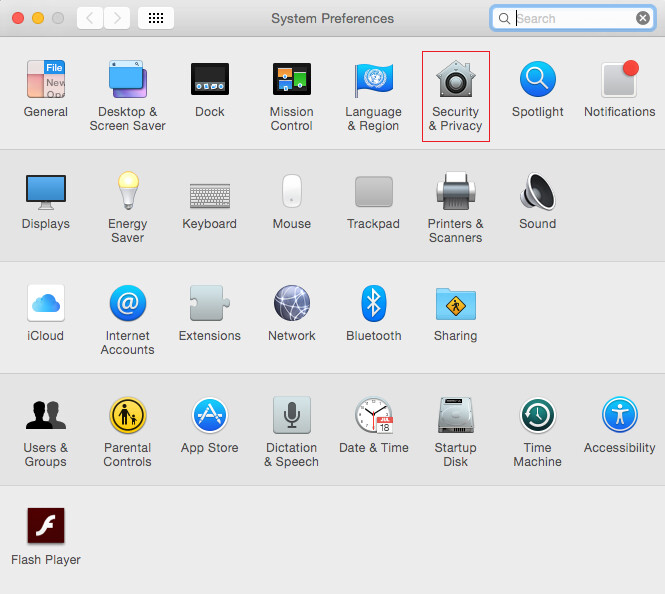 System Preferences
Search
File
New
Ope
General
Desktop &
Screen Saver
Dock
Mission
Control
Language
& Region
Security
& Privacy
Spotlight
Notifications
Displays
Energy
Saver
Keyboard
Mouse
Trackpad
Printers &
Scanners
Sound
iCloud
Internet
Accounts
Extensions
Network
Bluetooth
Sharing
JUL
18
Users &
Groups
Parental
Controls
App Store
Dictation
& Speech
Date & Time
Startup
Disk
Time
Machine
Accessibility
Flash Player